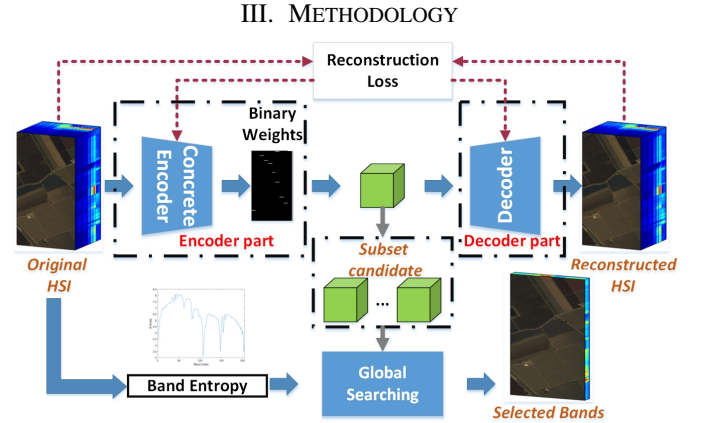 III. METHODOLOGY
Reconstruction
Loss
Binary
Weights
Concrete
Encoder
Decoder
Encoder part
Decoder part
Original
HSI
Subset
candidate
...
Reconstructed
HSI
Band Entropy
Global
Searching
Selected Bands